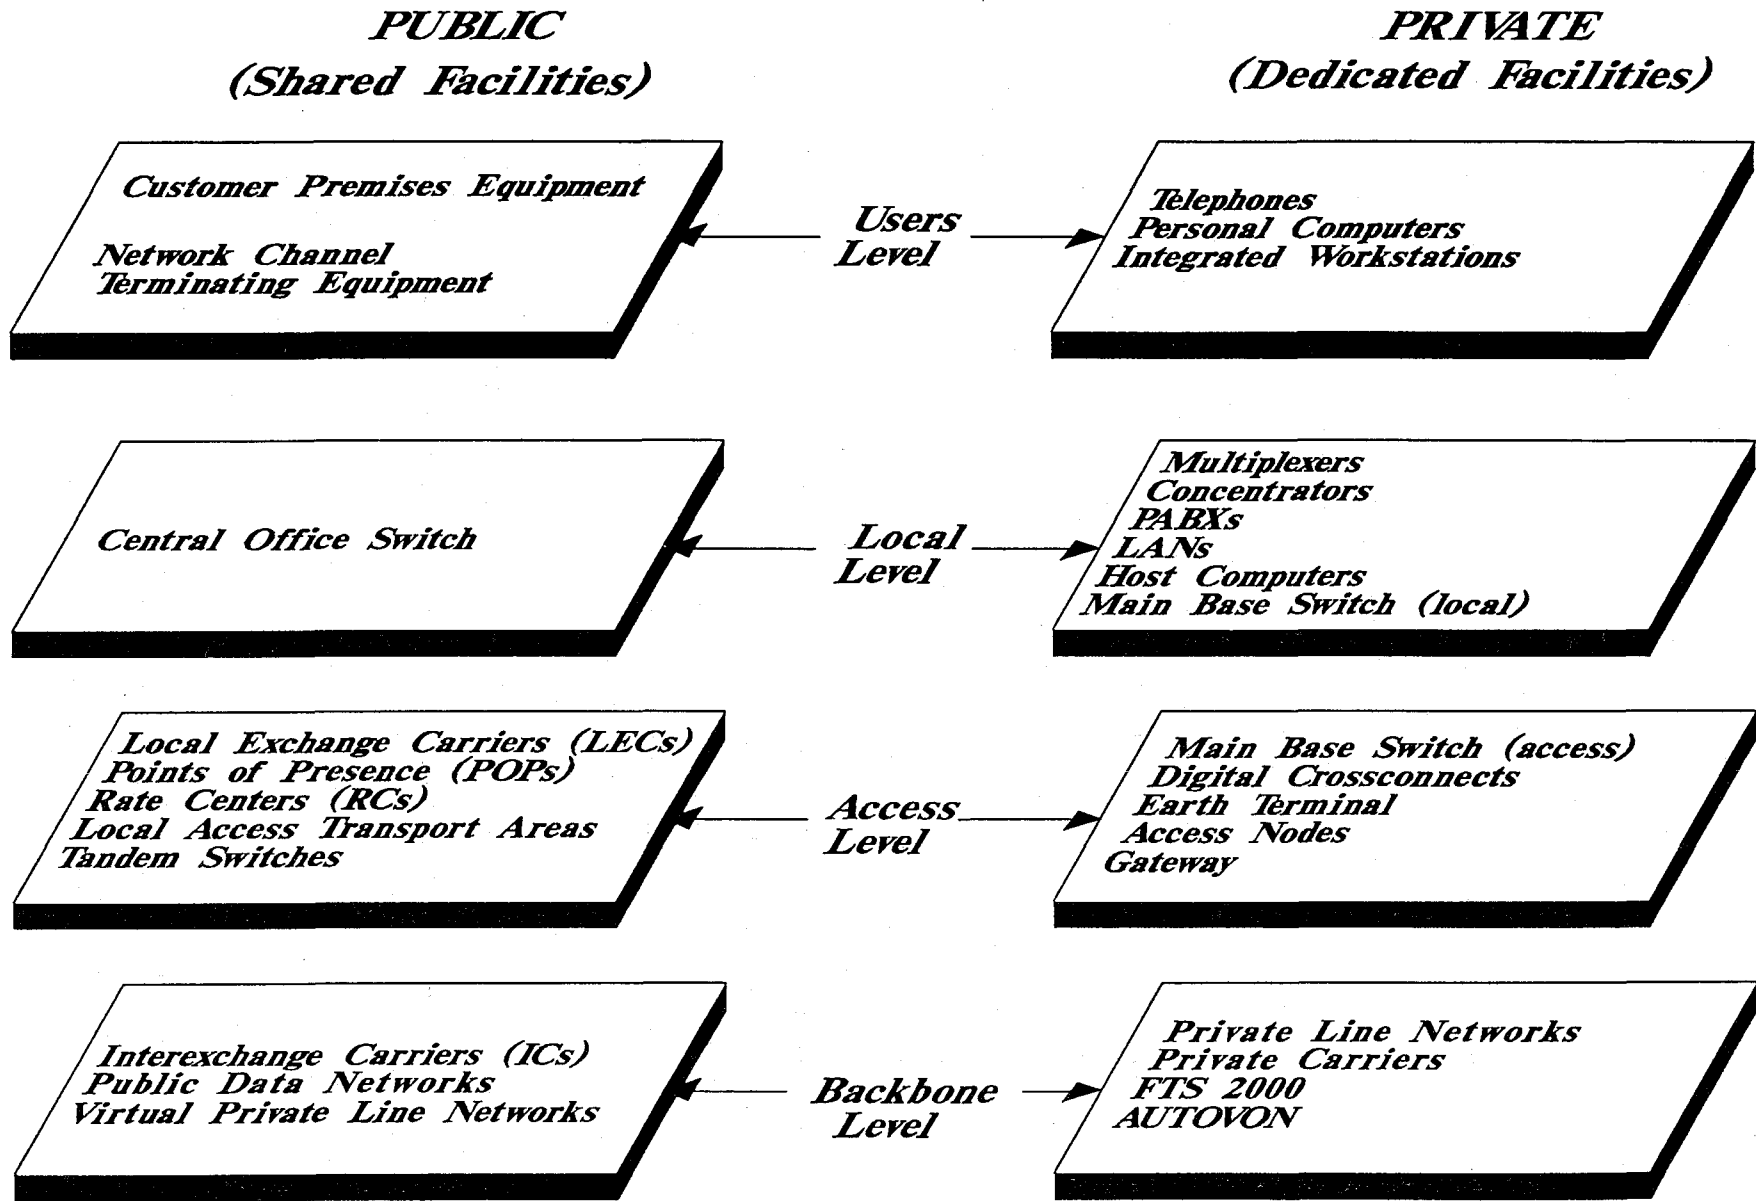 PUBLIC
(Shared Facilities)
PRIVATE
(Dedicated Facilities)
Customer Premises Equipment
Network Channel
Terminating Equipment
Users
Level
Telephones
Personal Computers
Integrated Workstations
Central Office Switch
Local
Level
Multiplexers
Concentrators
PABXs
LANs
Host Computers
Main Base Switch (local)
Local Exchange Carriers (LECs)
Points of Presence (POPs)
Rate Centers (RCs)
Local Access Transport Areas
Tandem Switches
Access
Level
Main Base Switch (access)
Digital Crossconnects
Earth Terminal
Access Nodes
Gateway
Interexchange Carriers (ICs)
Public Data Networks
Virtual Private Line Networks
Backbone
Level
Private Line Networks
Private Carriers
FTS 2000
AUTOVON